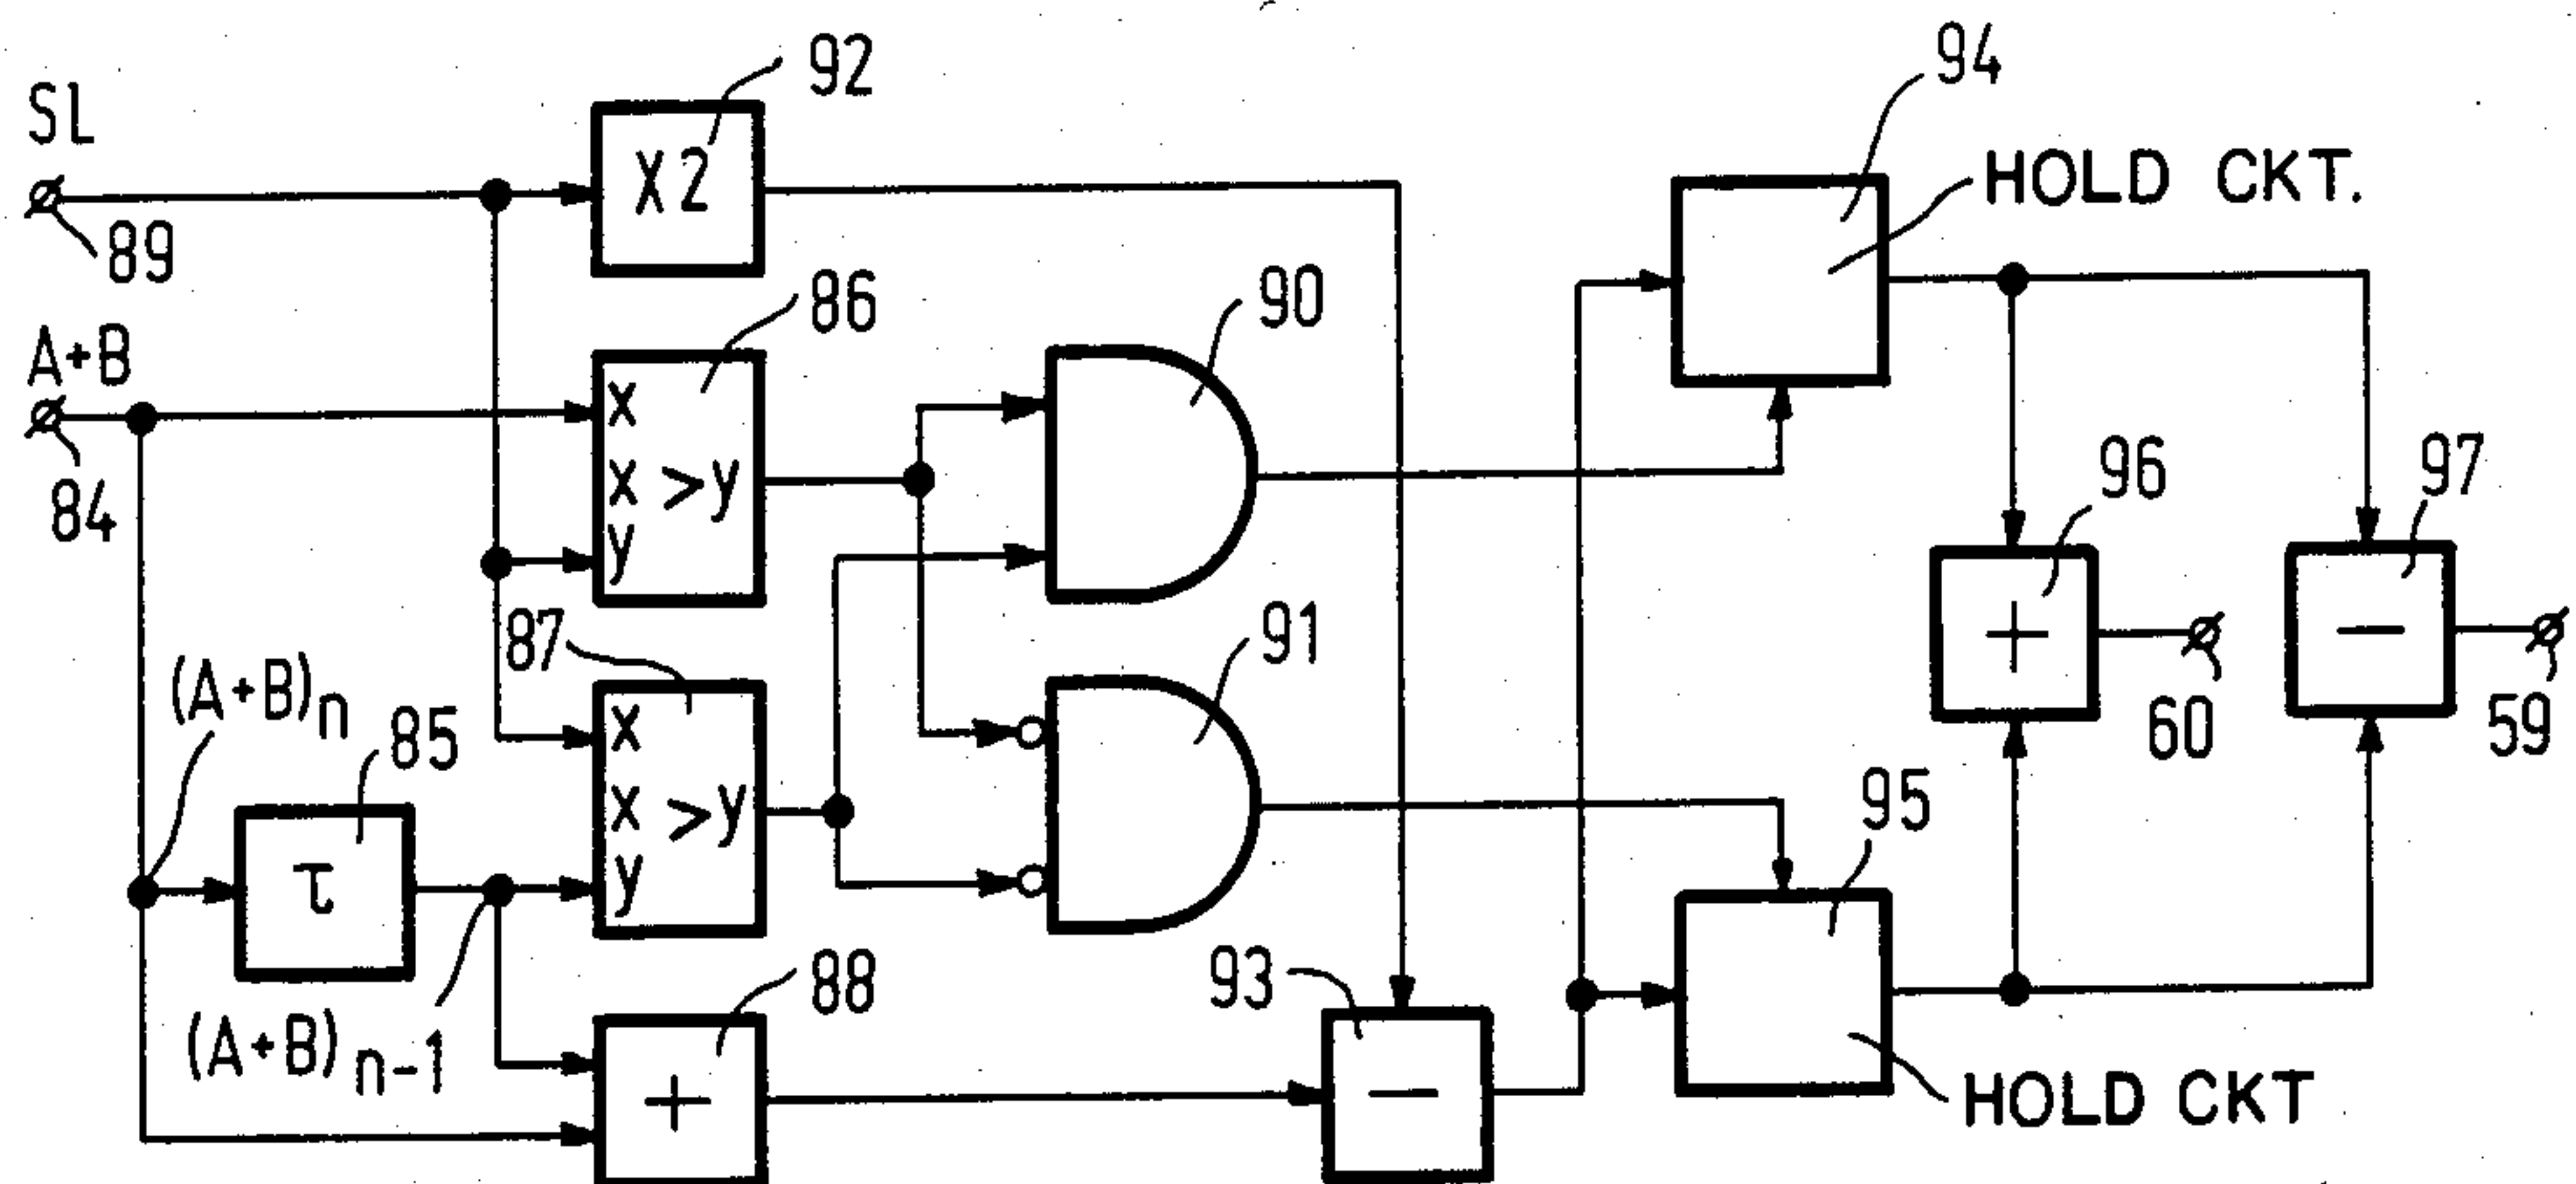 92
94
SL
X2
HOLD CKT.
89
86
90
A+B
x
x >y
y
84
96
97
87
91
(A+B)n
85
x
x >y
y
60
59
τ
95
(A+B)n-1
88
93
+
−
+
−
HOLD CKT